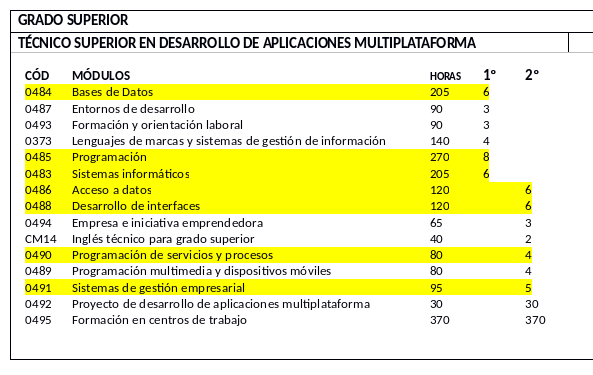 GRADO SUPERIOR
TÉCNICO SUPERIOR EN DESARROLLO DE APLICACIONES MULTIPLATAFORMA
CÓD MÓDULOS HORAS 1º 2º
0484 Bases de Datos 205 6
0487 Entornos de desarrollo 90 3
0493 Formación y orientación laboral 90 3
0373 Lenguajes de marcas y sistemas de gestión de información 140 4
0485 Programación 270 8
0483 Sistemas informáticos 205 6
0486 Acceso a datos 120 6
0488 Desarrollo de interfaces 120 6
0494 Empresa e iniciativa emprendedora 65 3
CM14 Inglés técnico para grado superior 40 2
0490 Programación de servicios y procesos 80 4
0489 Programación multimedia y dispositivos móviles 80 4
0491 Sistemas de gestión empresarial 95 5
0492 Proyecto de desarrollo de aplicaciones multiplataforma 30 30
0495 Formación en centros de trabajo 370 370